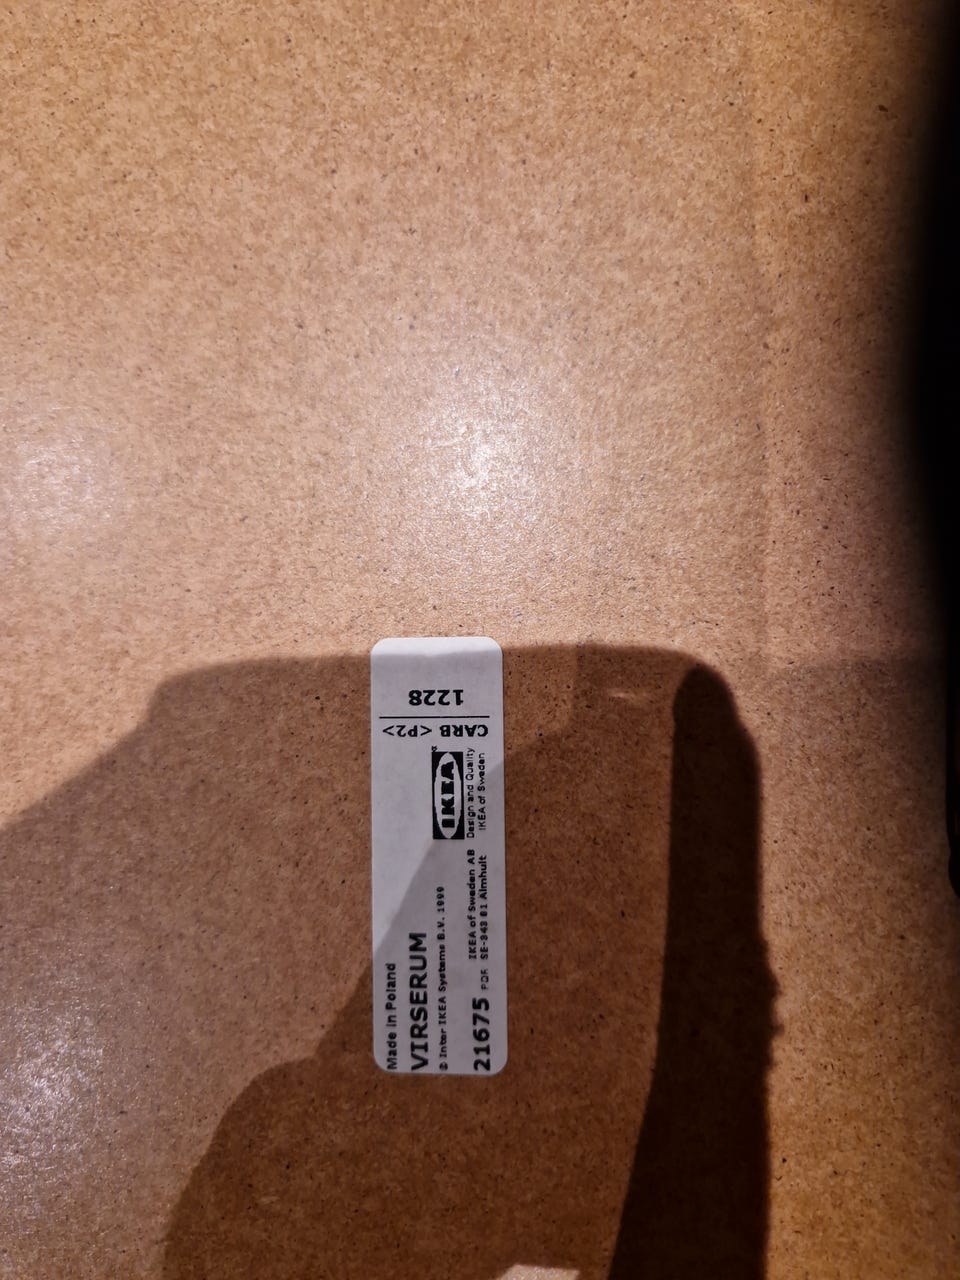 Made in Poland
VIRSERUM
© Inter IKEA Systems B.V. 1999
21675
IKEA of Sweden AB
SE-343 81 Älmhult
IKEA®
Design and Quality
IKEA of Sweden
CARB <P2>
1228